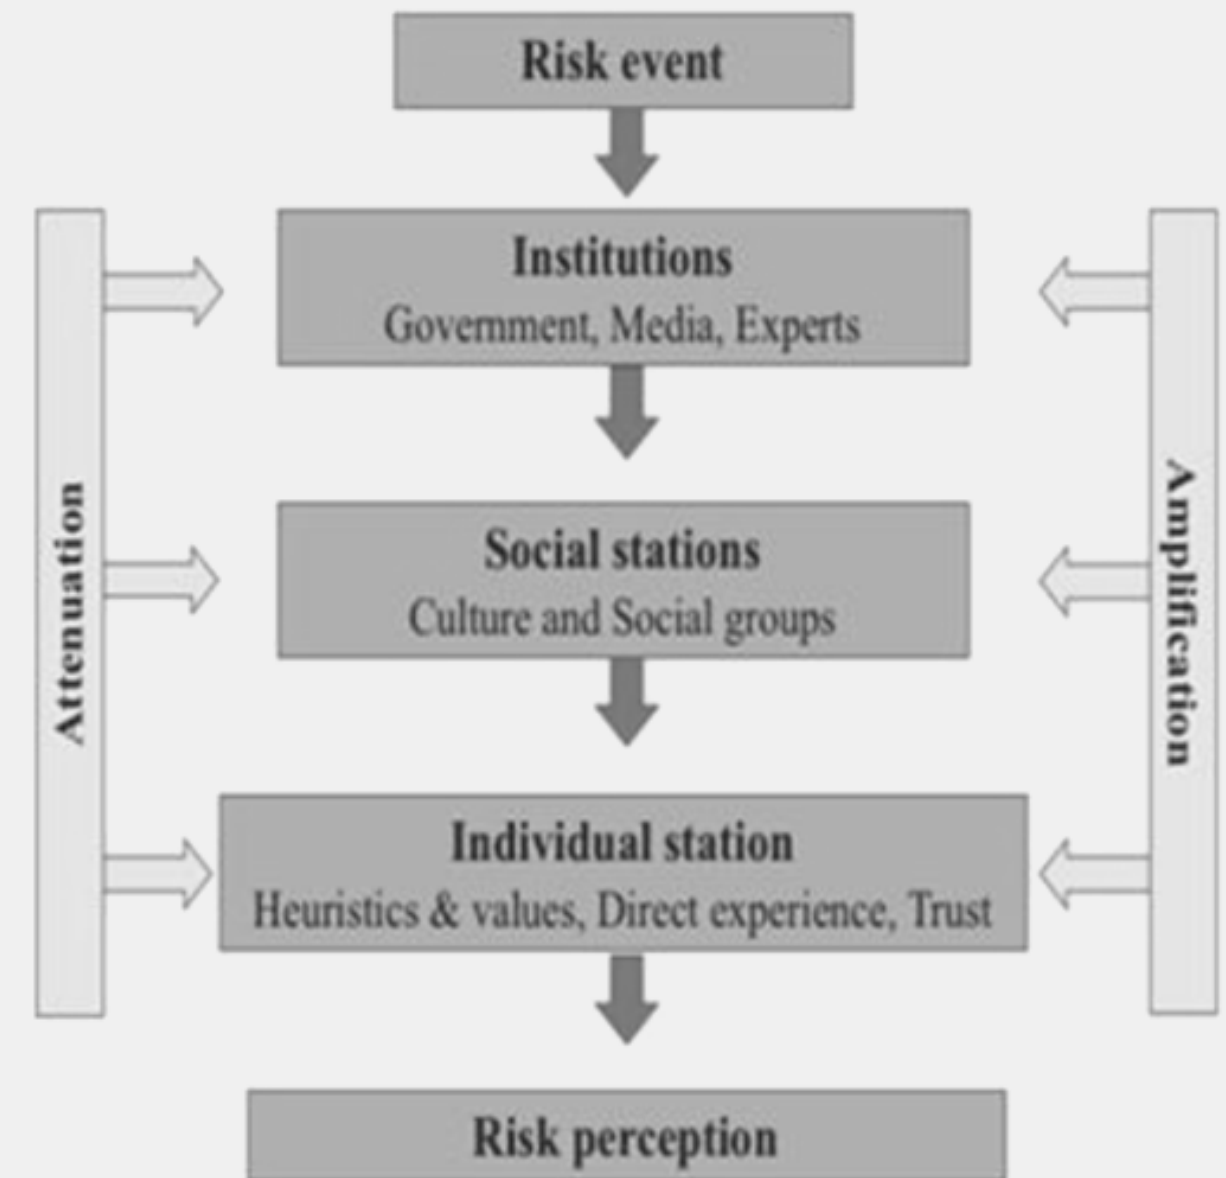 Risk event
Institutions
Government, Media, Experts
Social stations
Culture and Social groups
Individual station
Heuristics & values, Direct experience, Trust
Risk perception
Attenuation
Amplification